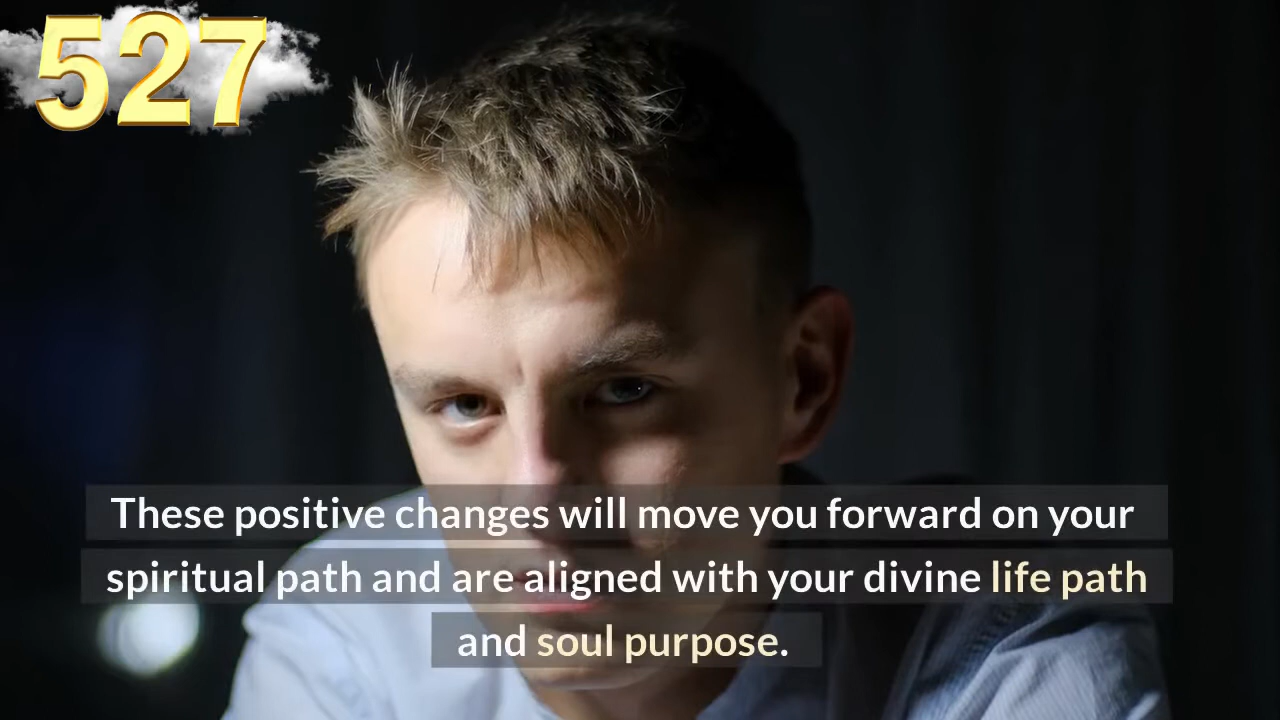 527
These positive changes will move you forward on your
spiritual path and are aligned with your divine life path
and soul purpose.